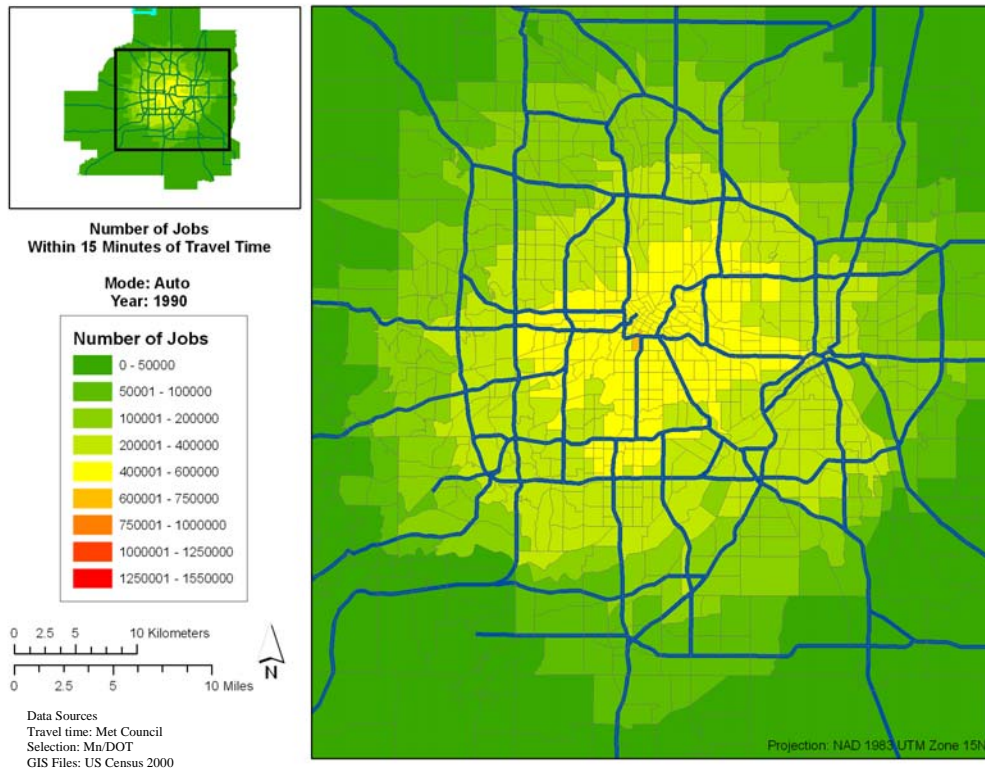 Number of Jobs
Within 15 Minutes of Travel Time
Mode: Auto
Year: 1990
Number of Jobs
0 - 50000
50001 - 100000
100001 - 200000
200001 - 400000
400001 - 600000
600001 - 750000
750001 - 1000000
1000001 - 1250000
1250001 - 1550000
0 2.5 5 10 Kilometers
0 2.5 5 10 Miles
N
Data Sources
Travel time: Met Council
Selection: Mn/DOT
GIS Files: US Census 2000
Projection: NAD 1983 UTM Zone 15N